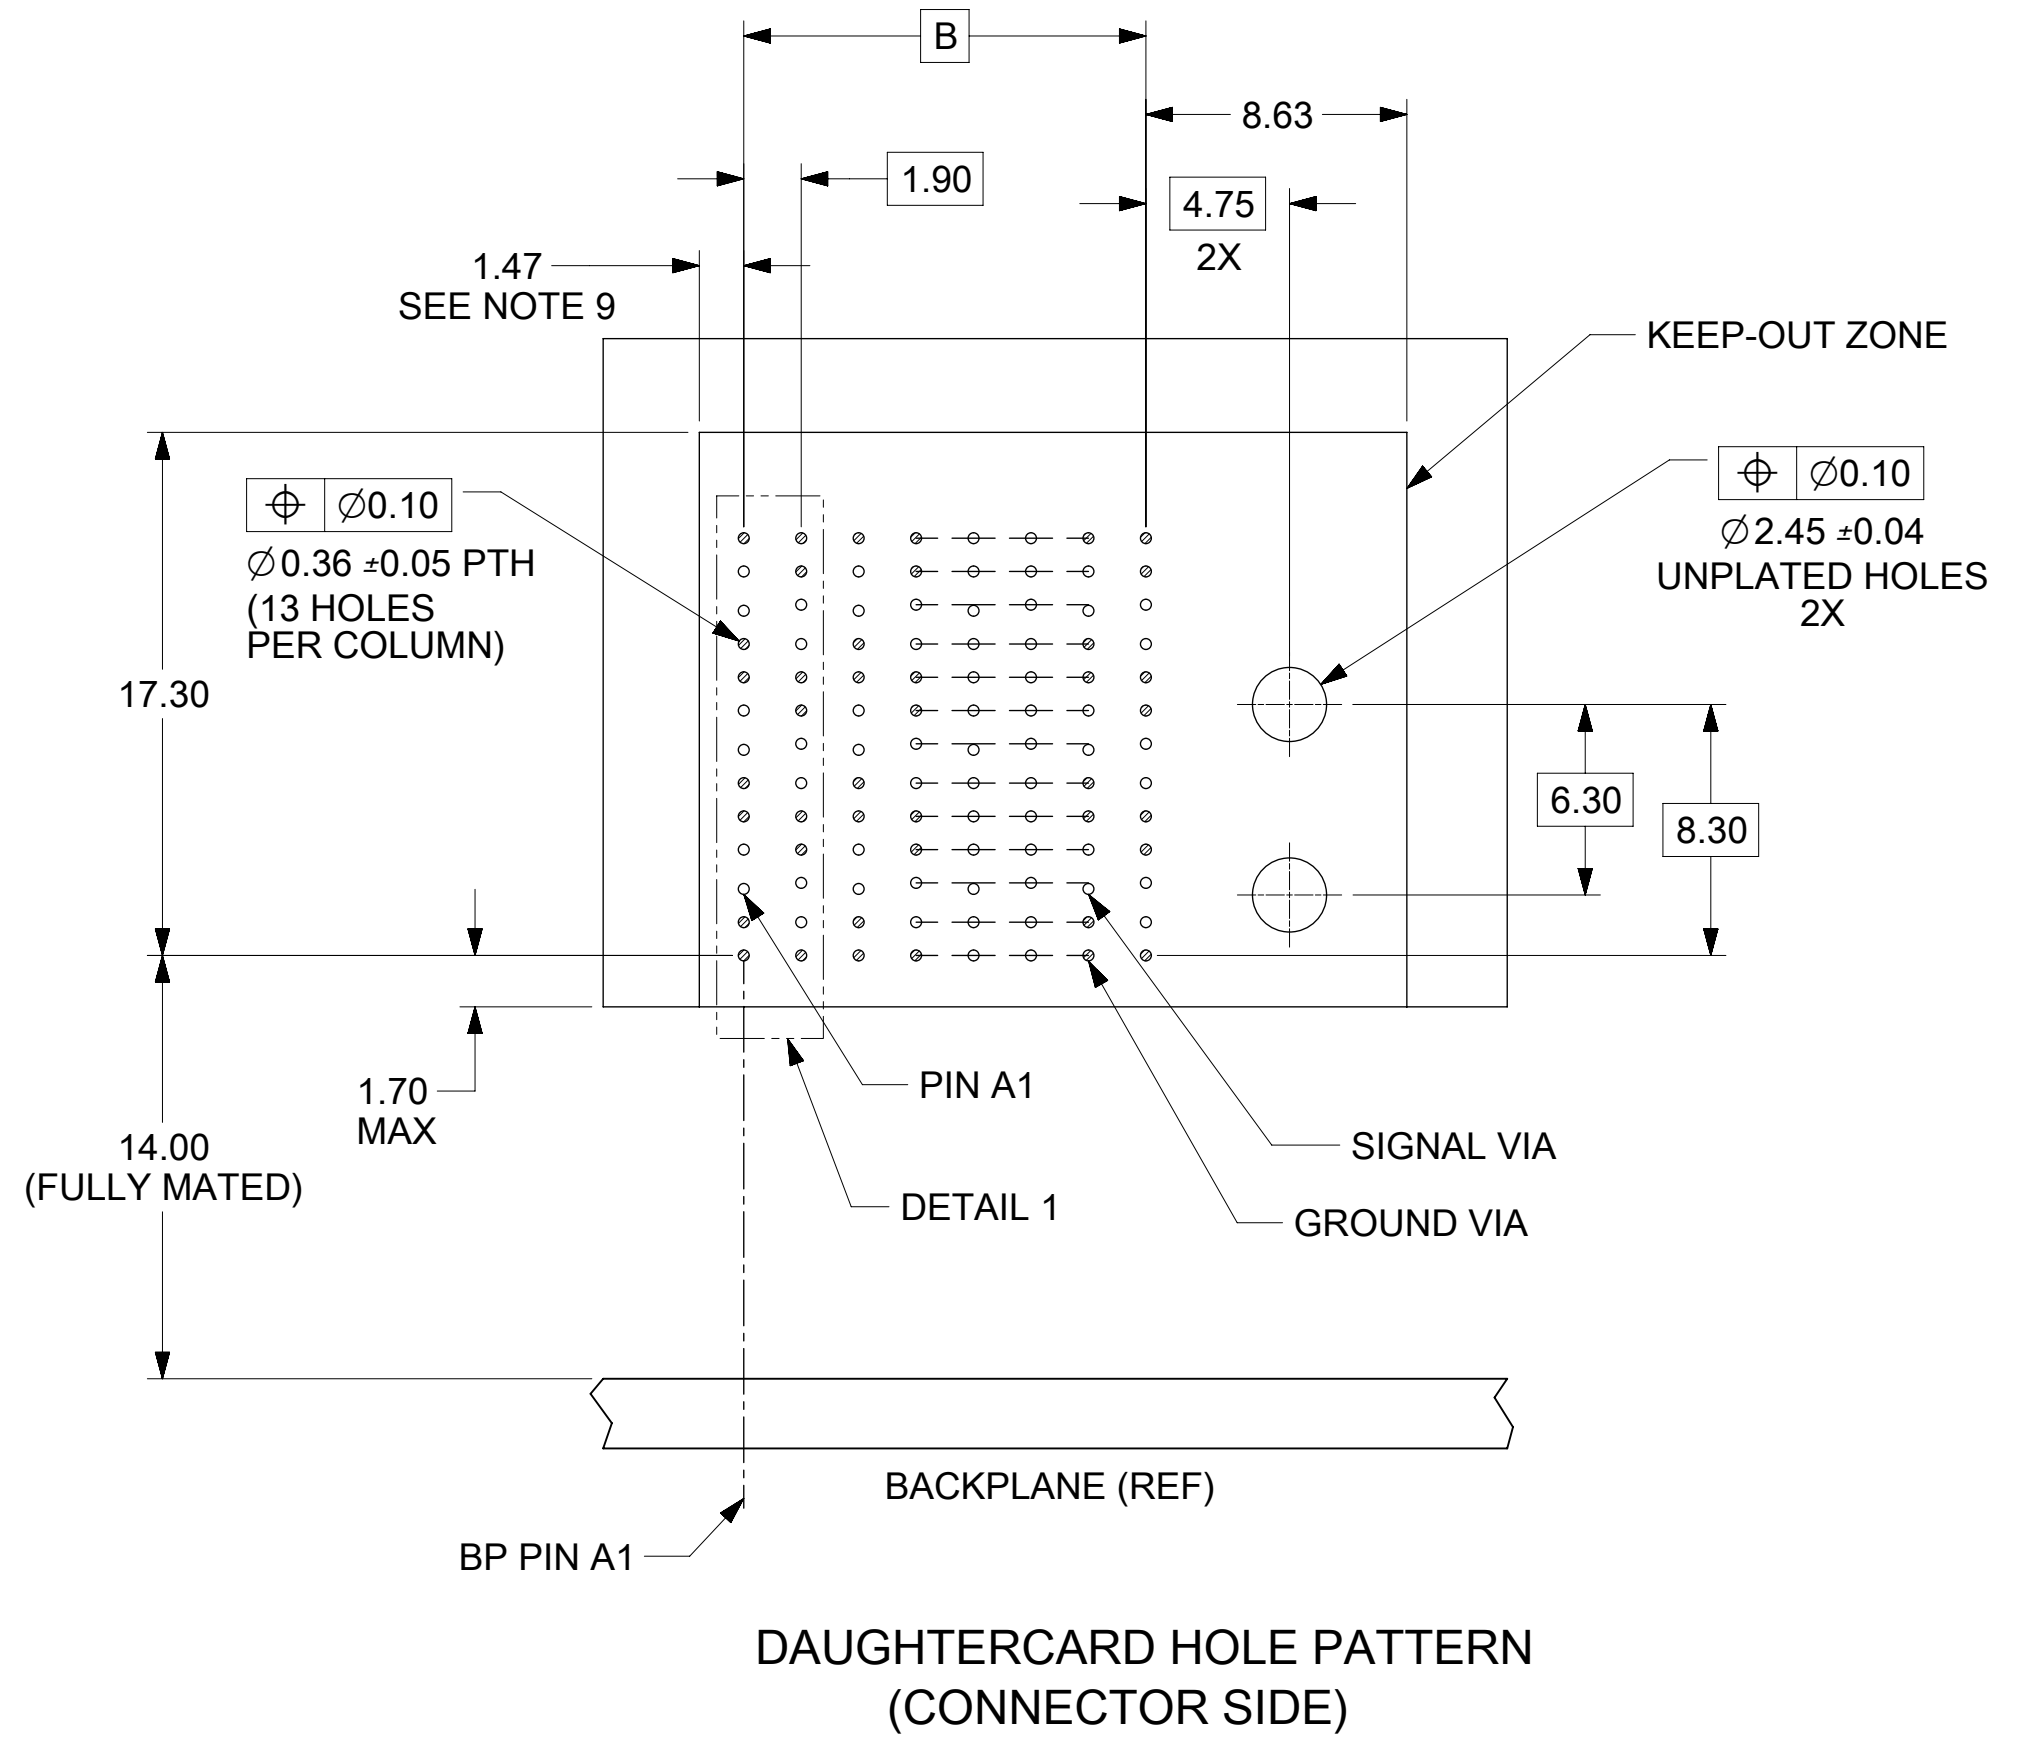 B
8.63
1.90
4.75
2X
1.47
SEE NOTE 9
KEEP-OUT ZONE
⌖ ∅0.10
∅0.36 ±0.05 PTH
(13 HOLES
PER COLUMN)
⌖ ∅0.10
∅2.45 ±0.04
UNPLATED HOLES
2X
17.30
6.30
8.30
1.70
MAX
PIN A1
14.00
(FULLY MATED)
SIGNAL VIA
DETAIL 1
GROUND VIA
BACKPLANE (REF)
BP PIN A1
DAUGHTERCARD HOLE PATTERN
(CONNECTOR SIDE)